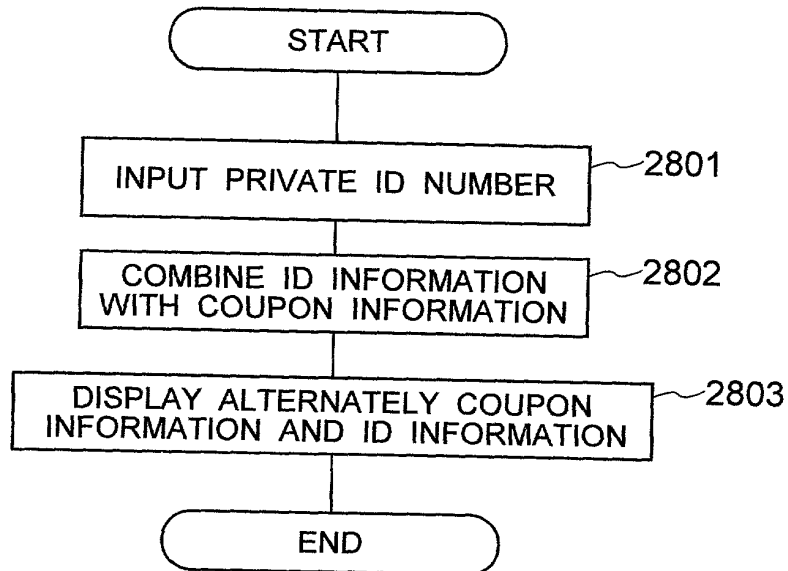 START
INPUT PRIVATE ID NUMBER
2801
COMBINE ID INFORMATION
WITH COUPON INFORMATION
2802
DISPLAY ALTERNATELY COUPON
INFORMATION AND ID INFORMATION
2803
END